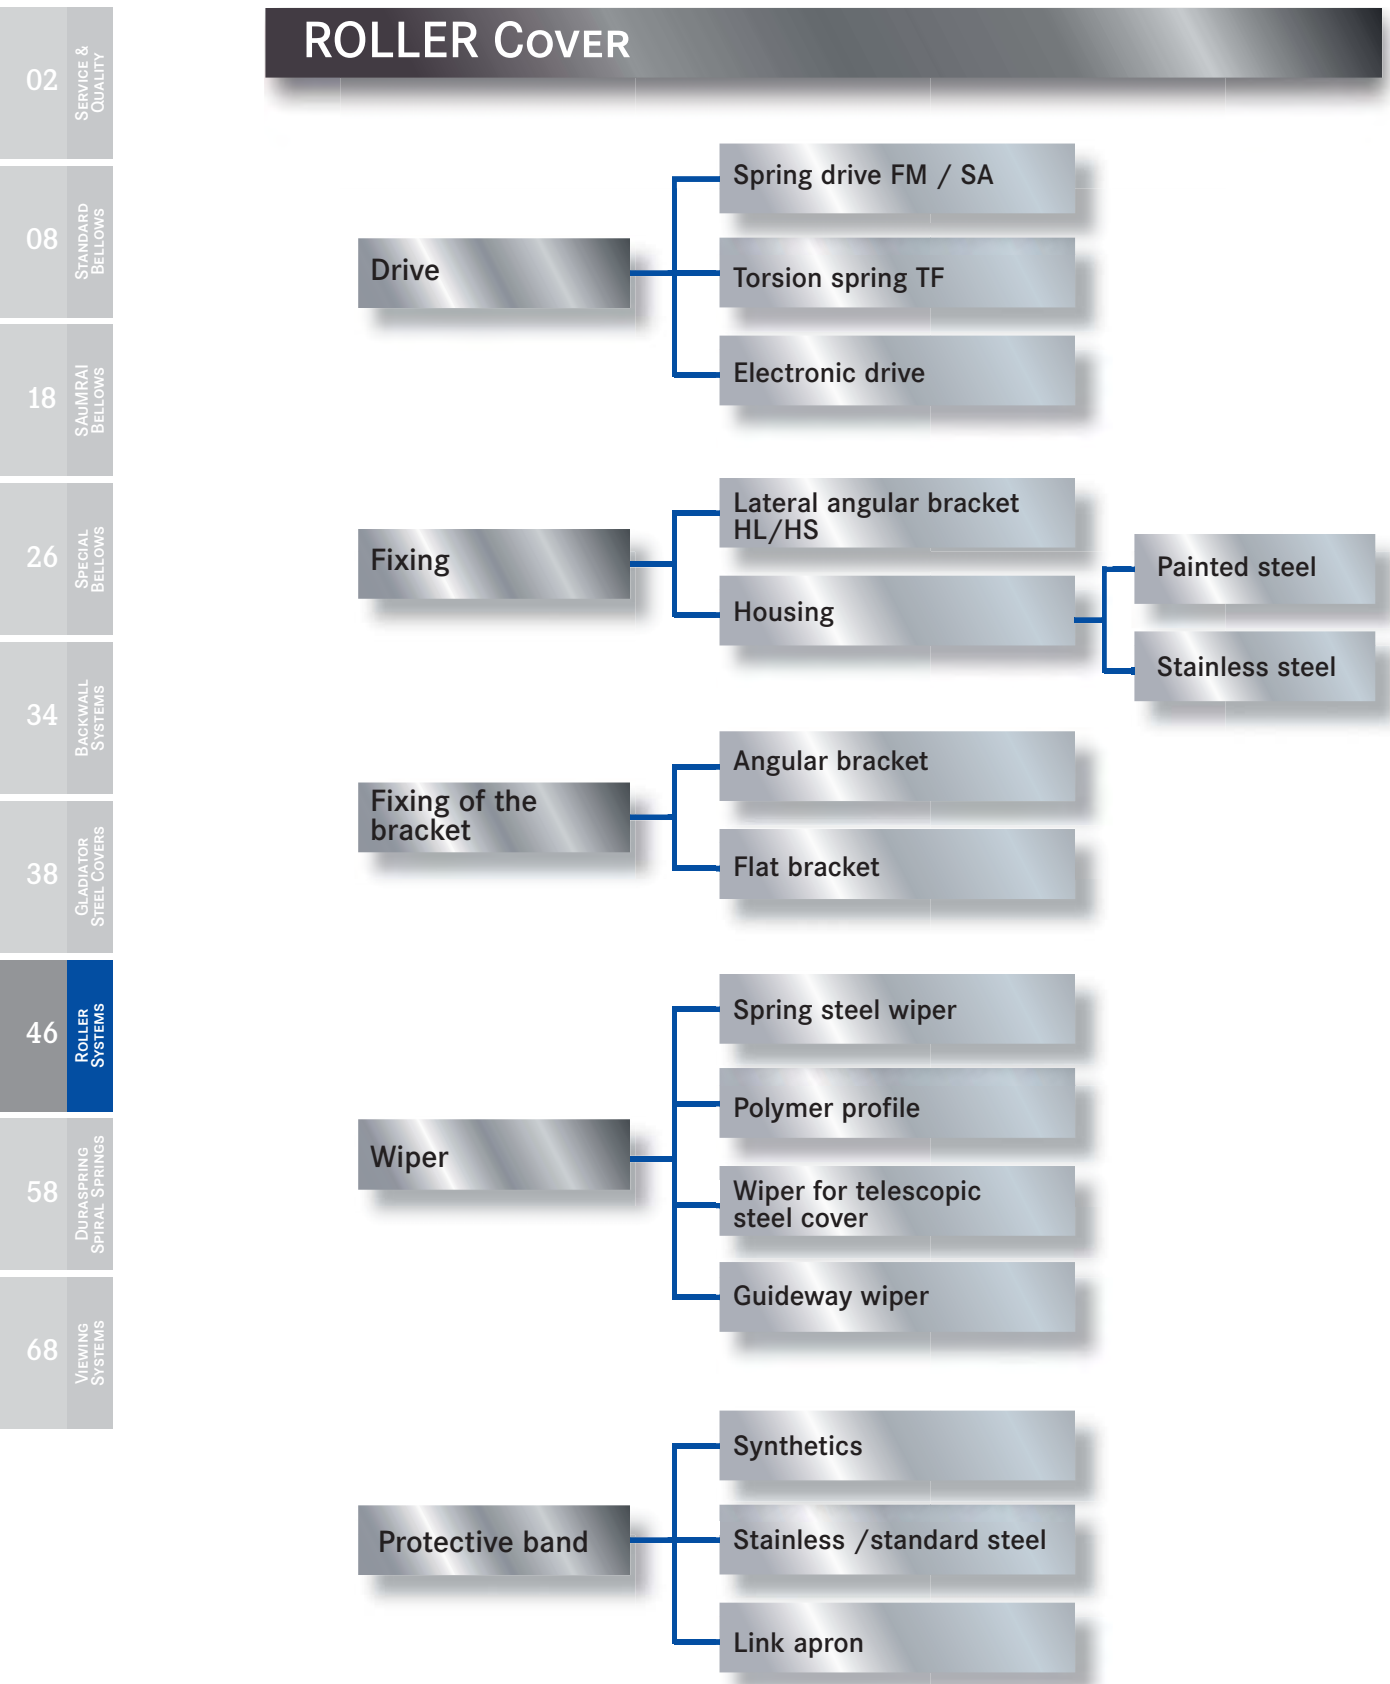 ROLLER COVER
02
SERVICE &
QUALITY
08
STANDARD
BELLOWS
18
SAuMRAI
BELLOWS
26
SPECIAL
BELLOWS
34
BACKWALL
SYSTEMS
38
GLADIATOR
STEEL COVERS
46
ROLLER
SYSTEMS
58
DURASPRING
SPIRAL SPRINGS
68
VIEWING
SYSTEMS
Drive
Spring drive FM / SA
Torsion spring TF
Electronic drive
Fixing
Lateral angular bracket
HL/HS
Housing
Painted steel
Stainless steel
Fixing of the
bracket
Angular bracket
Flat bracket
Wiper
Spring steel wiper
Polymer profile
Wiper for telescopic
steel cover
Guideway wiper
Protective band
Synthetics
Stainless /standard steel
Link apron